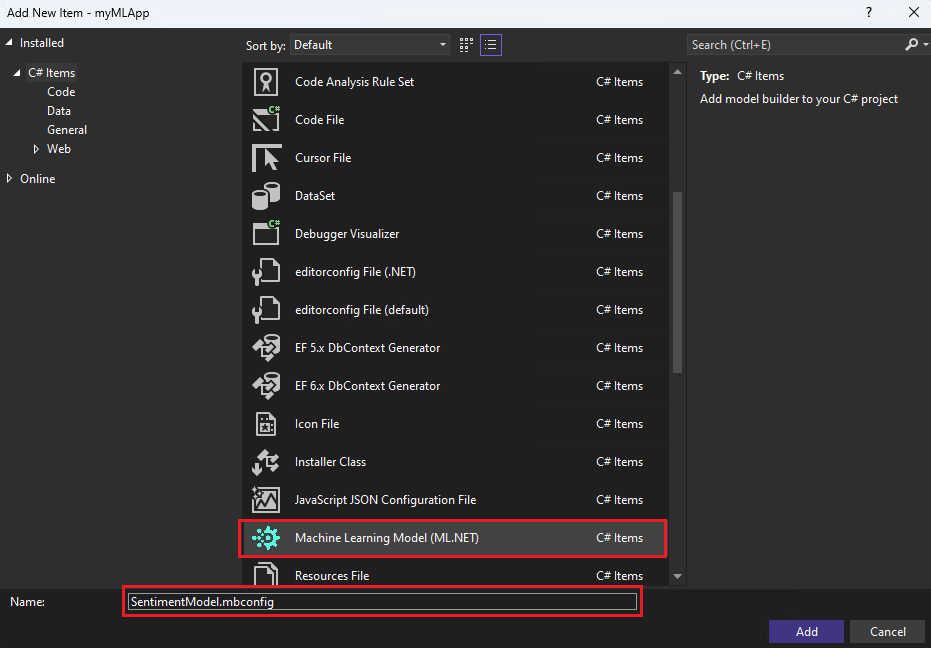 Add New Item - myMLApp
?
Installed
C# Items
Code
Data
General
Web
Online
Sort by: Default
Code Analysis Rule Set C# Items
C# Code File C# Items
Cursor File C# Items
DataSet C# Items
C# Debugger Visualizer C# Items
editorconfig File (.NET) C# Items
editorconfig File (default) C# Items
EF 5.x DbContext Generator C# Items
EF 6.x DbContext Generator C# Items
Icon File C# Items
Installer Class C# Items
JavaScript JSON Configuration File C# Items
Machine Learning Model (ML.NET) C# Items
Resources File C# Items
Search (Ctrl+E)
Type: C# Items
Add model builder to your C# project
Name: SentimentModel.mbconfig
Add Cancel